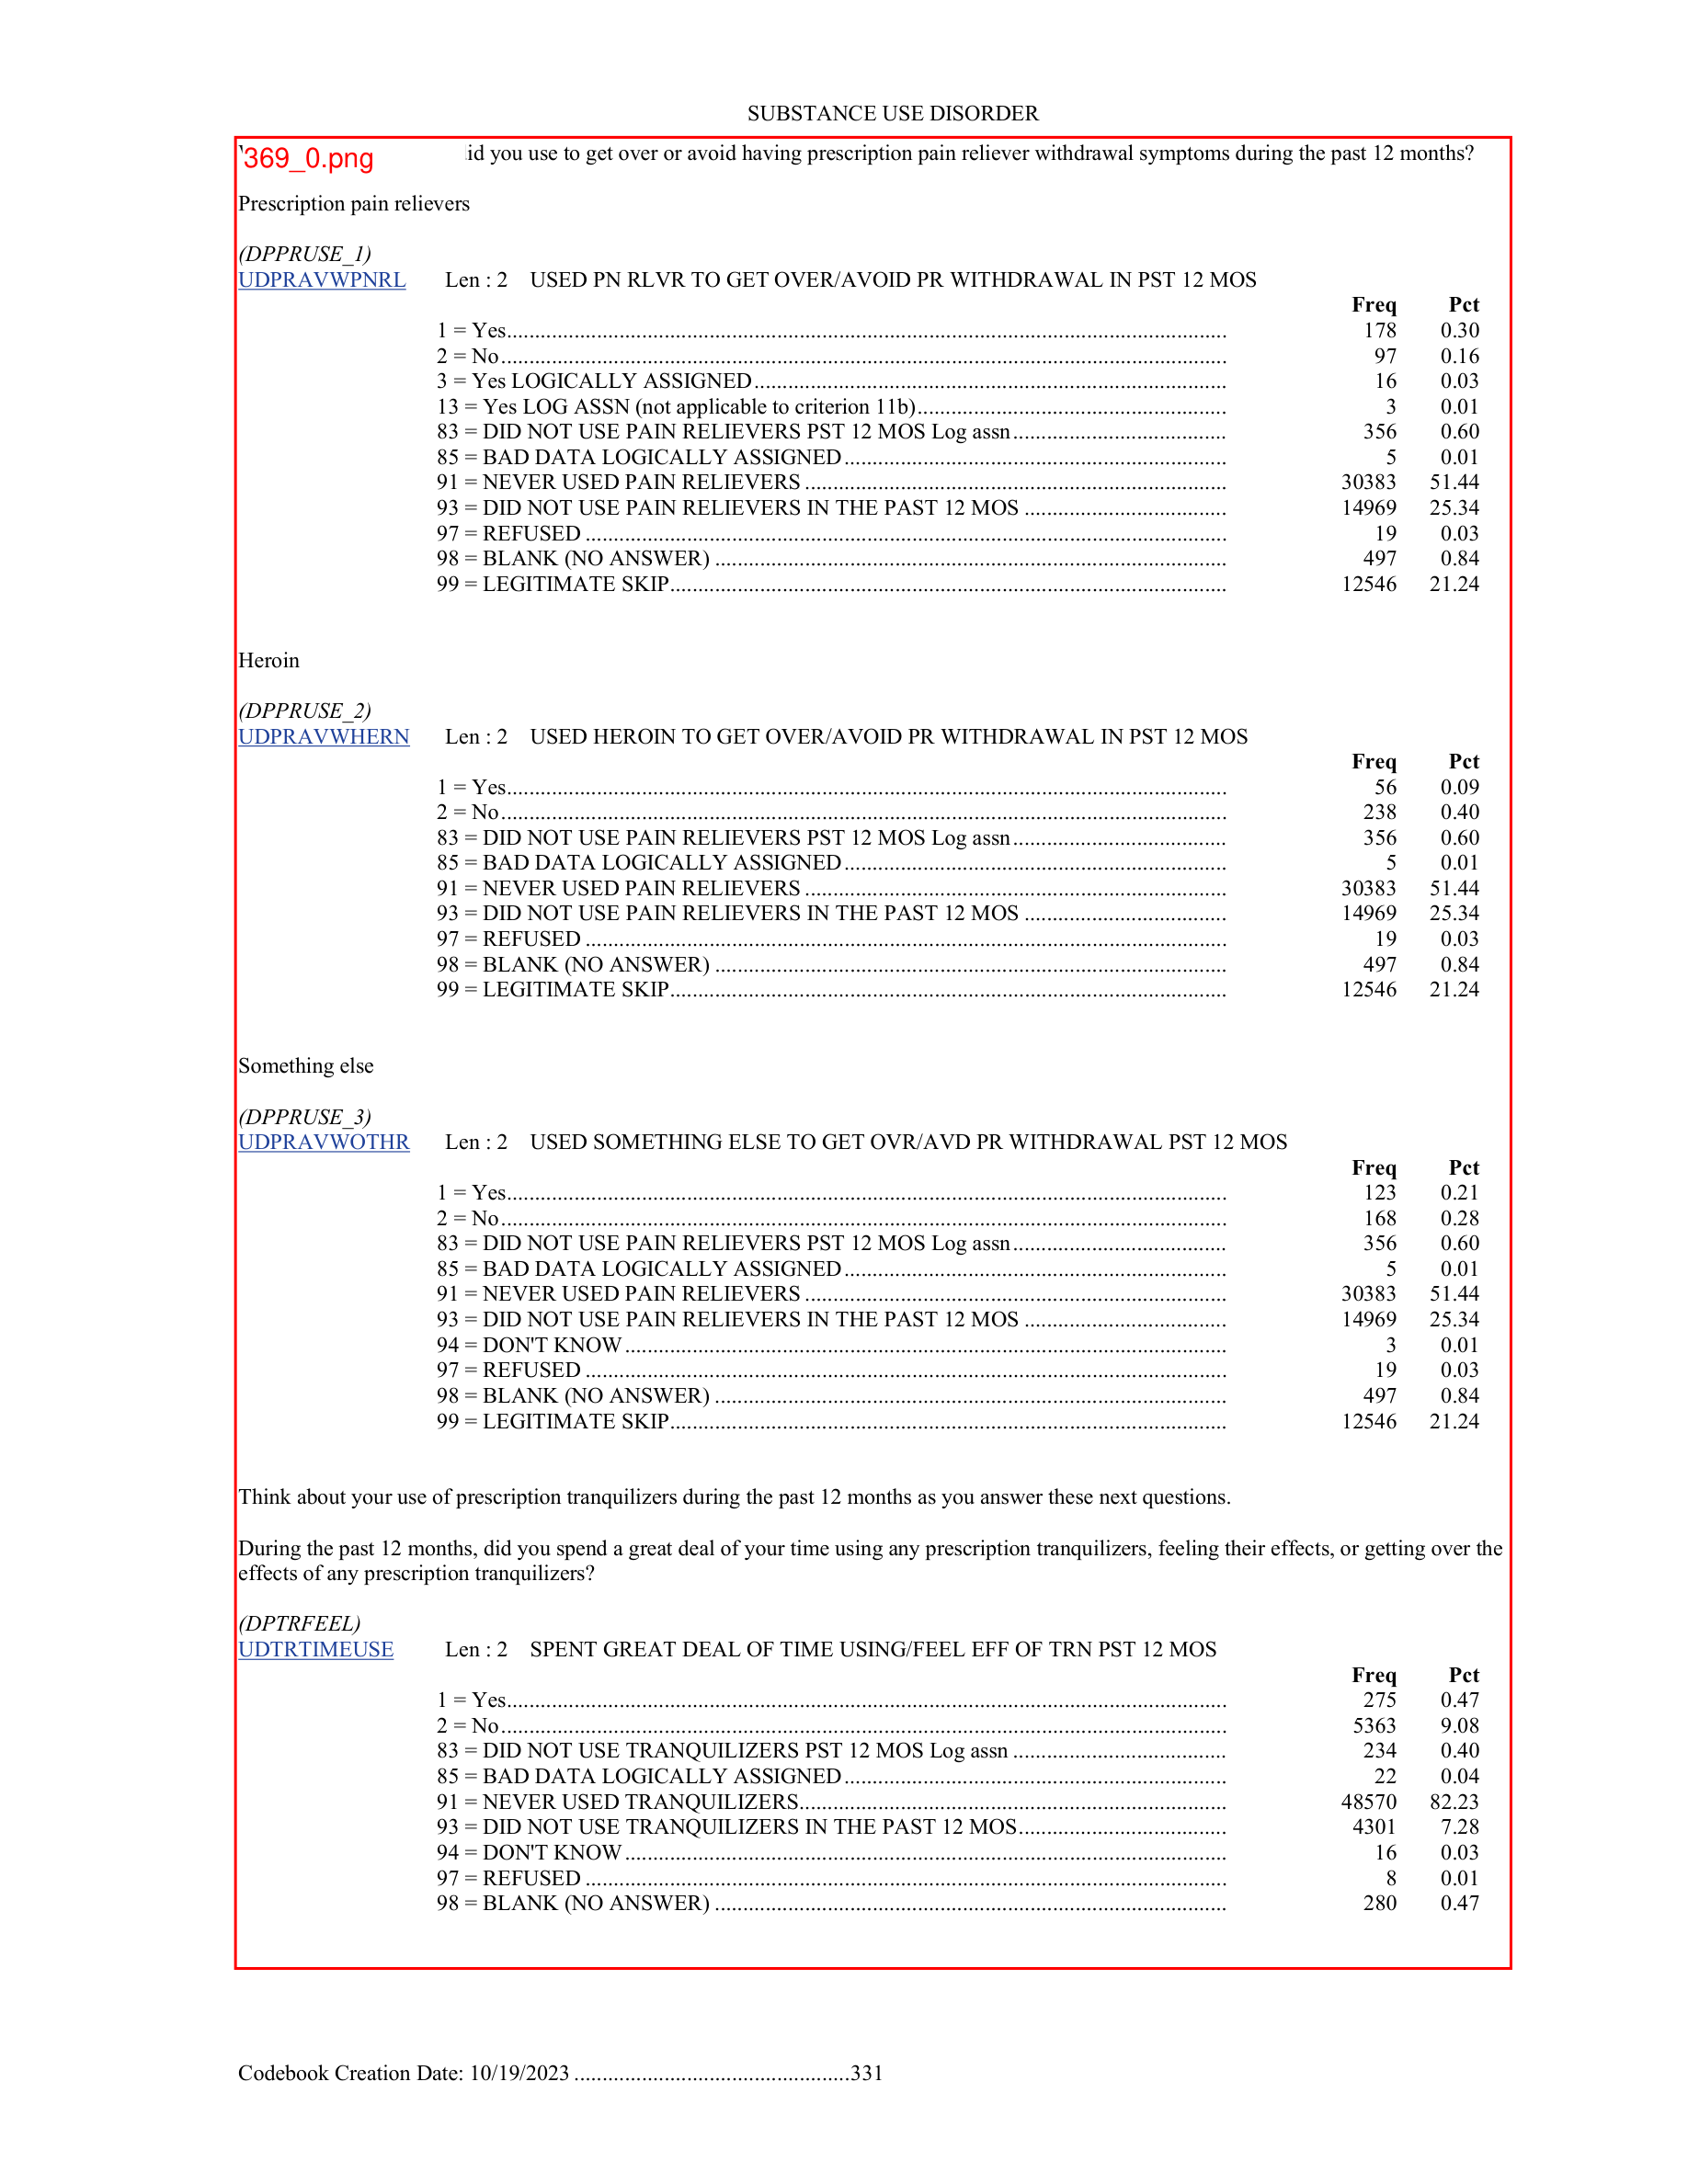 SUBSTANCE USE DISORDER
369_0.png id you use to get over or avoid having prescription pain reliever withdrawal symptoms during the past 12 months?
Prescription pain relievers
(DPPRUSE_1)
UDPRAVWPNRL Len : 2 USED PN RLVR TO GET OVER/AVOID PR WITHDRAWAL IN PST 12 MOS
Freq Pct
1 = Yes 178 0.30
2 = No 97 0.16
3 = Yes LOGICALLY ASSIGNED 16 0.03
13 = Yes LOG ASSN (not applicable to criterion 11b) 3 0.01
83 = DID NOT USE PAIN RELIEVERS PST 12 MOS Log assn 356 0.60
85 = BAD DATA LOGICALLY ASSIGNED 5 0.01
91 = NEVER USED PAIN RELIEVERS 30383 51.44
93 = DID NOT USE PAIN RELIEVERS IN THE PAST 12 MOS 14969 25.34
97 = REFUSED 19 0.03
98 = BLANK (NO ANSWER) 497 0.84
99 = LEGITIMATE SKIP 12546 21.24
Heroin
(DPPRUSE_2)
UDPRAVWHERN Len : 2 USED HEROIN TO GET OVER/AVOID PR WITHDRAWAL IN PST 12 MOS
Freq Pct
1 = Yes 56 0.09
2 = No 238 0.40
83 = DID NOT USE PAIN RELIEVERS PST 12 MOS Log assn 356 0.60
85 = BAD DATA LOGICALLY ASSIGNED 5 0.01
91 = NEVER USED PAIN RELIEVERS 30383 51.44
93 = DID NOT USE PAIN RELIEVERS IN THE PAST 12 MOS 14969 25.34
97 = REFUSED 19 0.03
98 = BLANK (NO ANSWER) 497 0.84
99 = LEGITIMATE SKIP 12546 21.24
Something else
(DPPRUSE_3)
UDPRAVWOTHR Len : 2 USED SOMETHING ELSE TO GET OVR/AVD PR WITHDRAWAL PST 12 MOS
Freq Pct
1 = Yes 123 0.21
2 = No 168 0.28
83 = DID NOT USE PAIN RELIEVERS PST 12 MOS Log assn 356 0.60
85 = BAD DATA LOGICALLY ASSIGNED 5 0.01
91 = NEVER USED PAIN RELIEVERS 30383 51.44
93 = DID NOT USE PAIN RELIEVERS IN THE PAST 12 MOS 14969 25.34
94 = DON'T KNOW 3 0.01
97 = REFUSED 19 0.03
98 = BLANK (NO ANSWER) 497 0.84
99 = LEGITIMATE SKIP 12546 21.24
Think about your use of prescription tranquilizers during the past 12 months as you answer these next questions.
During the past 12 months, did you spend a great deal of your time using any prescription tranquilizers, feeling their effects, or getting over the
effects of any prescription tranquilizers?
(DPTRFEEL)
UDTRTIMEUSE Len : 2 SPENT GREAT DEAL OF TIME USING/FEEL EFF OF TRN PST 12 MOS
Freq Pct
1 = Yes 275 0.47
2 = No 5363 9.08
83 = DID NOT USE TRANQUILIZERS PST 12 MOS Log assn 234 0.40
85 = BAD DATA LOGICALLY ASSIGNED 22 0.04
91 = NEVER USED TRANQUILIZERS 48570 82.23
93 = DID NOT USE TRANQUILIZERS IN THE PAST 12 MOS 4301 7.28
94 = DON'T KNOW 16 0.03
97 = REFUSED 8 0.01
98 = BLANK (NO ANSWER) 280 0.47
Codebook Creation Date: 10/19/2023 331